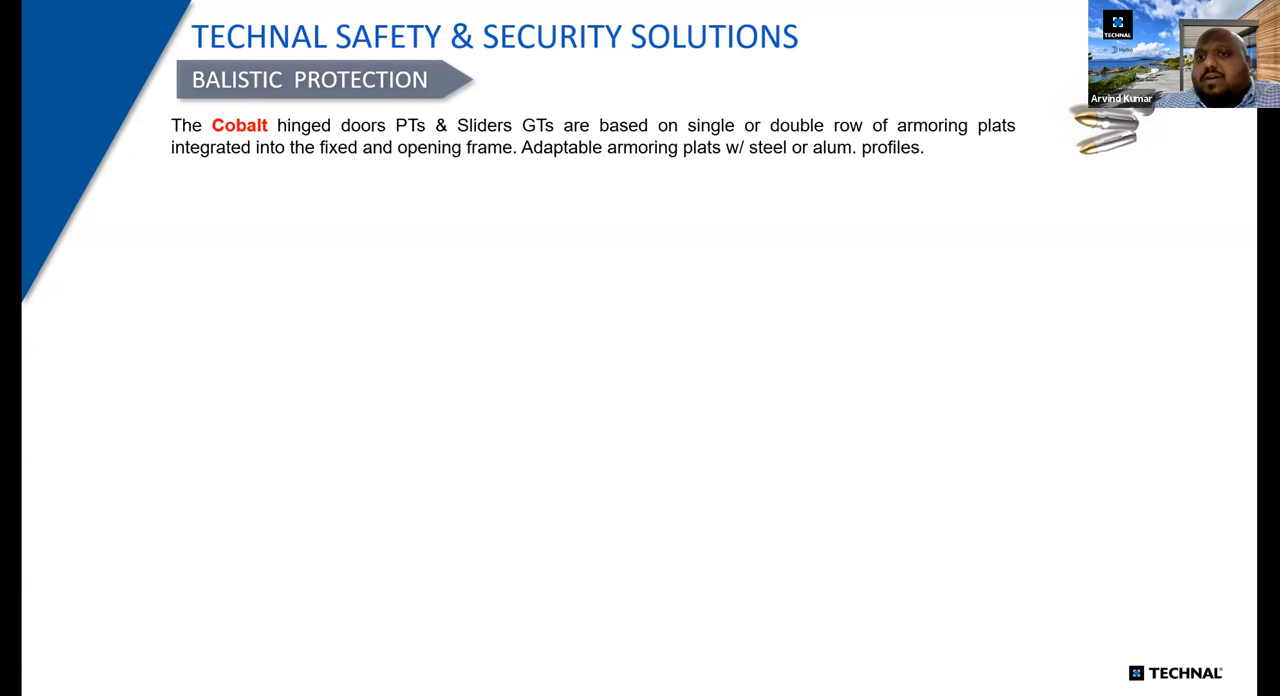 TECHNAL SAFETY & SECURITY SOLUTIONS
BALISTIC PROTECTION
The Cobalt hinged doors PTs & Sliders GTs are based on single or double row of armoring plats
integrated into the fixed and opening frame. Adaptable armoring plats w/ steel or alum. profiles.
TECHNAL
Hydro
Arvind Kumar
TECHNAL